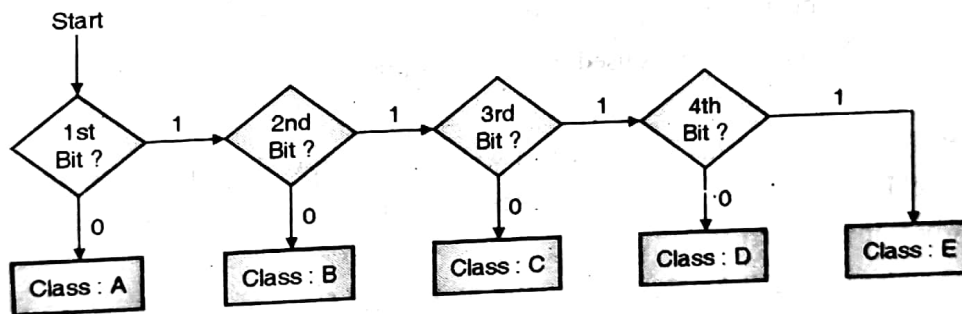 Start
1st
Bit ?
1
2nd
Bit ?
1
3rd
Bit ?
1
4th
Bit ?
1
0
0
0
0
Class : A
Class : B
Class : C
Class : D
Class : E